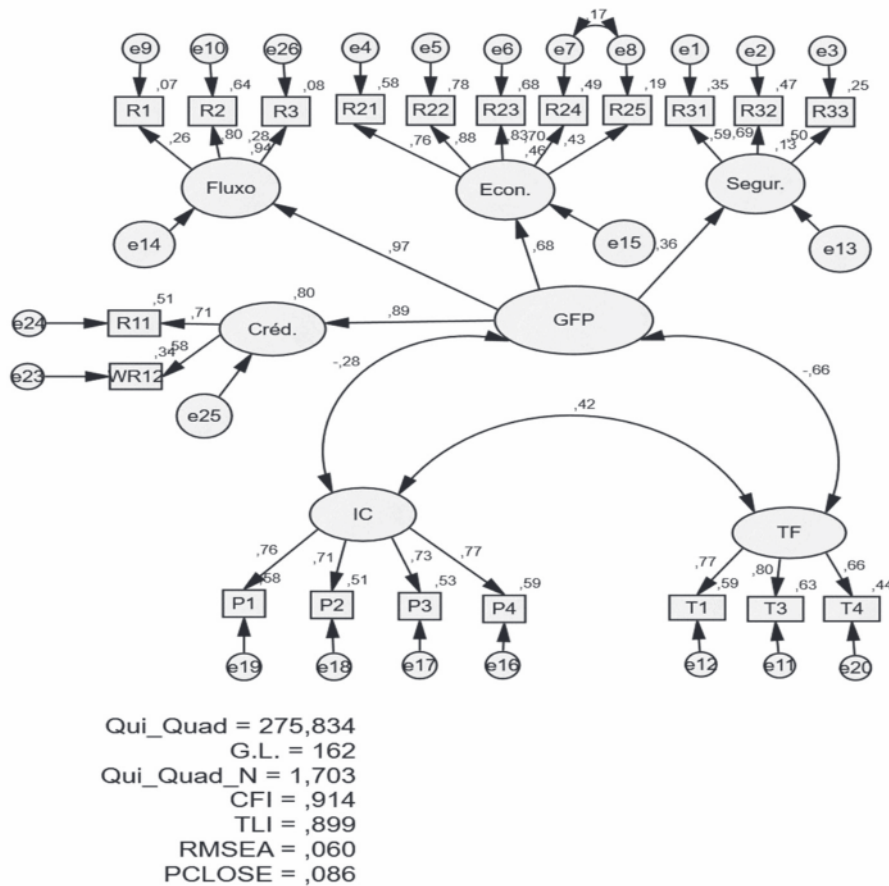 ,17
e9 e10 e26 e4 e5 e6 e7 e8 e1 e2 e3
,07 ,64 ,08 ,58 ,78 ,68 ,49 ,19 ,35 ,47 ,25
R1 R2 R3 R21 R22 R23 R24 R25 R31 R32 R33
,26 ,80 ,28 ,76 ,88 ,83 ,70 ,43 ,59 ,69 ,50
,94 ,46 ,13
Fluxo Econ. Segur.
e14 e15 e13
,97 ,68 ,36
,51 ,80
e24 R11 ,71 Créd. ,89 GFP
,34 ,58
e23 WR12 -,28 -,66
e25 ,42
IC TF
,76 ,71 ,73 ,77 ,77 ,80 ,66
,58 ,51 ,53 ,59 ,59 ,63 ,44
P1 P2 P3 P4 T1 T3 T4
e19 e18 e17 e16 e12 e11 e20
Qui_Quad = 275,834
G.L. = 162
Qui_Quad_N = 1,703
CFI = ,914
TLI = ,899
RMSEA = ,060
PCLOSE = ,086